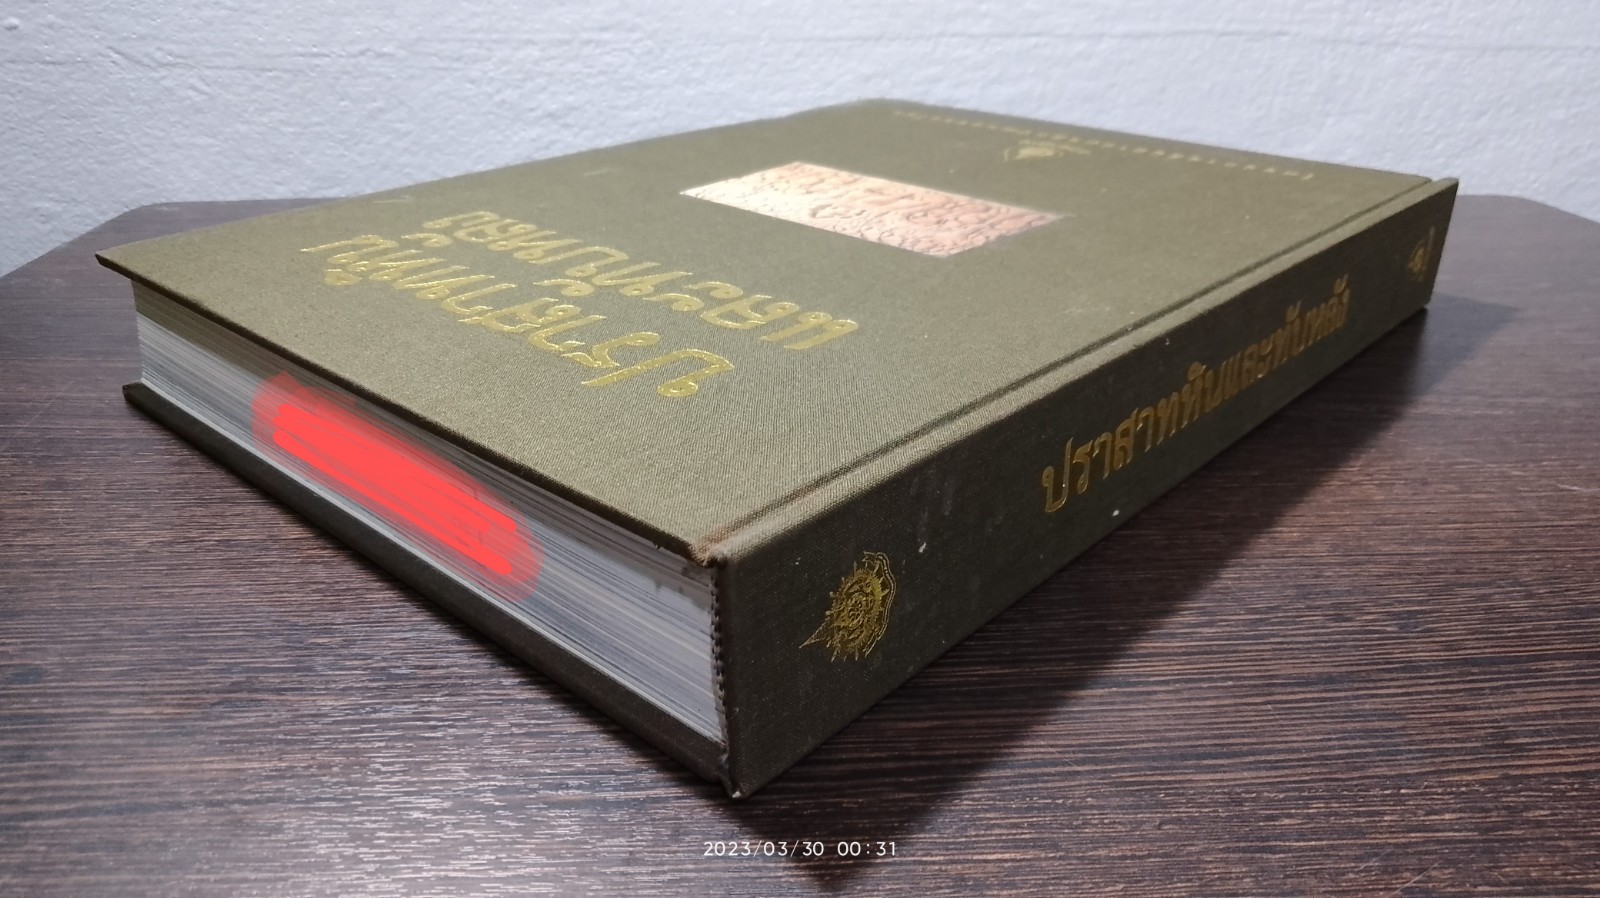 ปราสาทหิน
และทับหลัง
ปราสาทหินและทับหลัง
2023/03/30 00:31